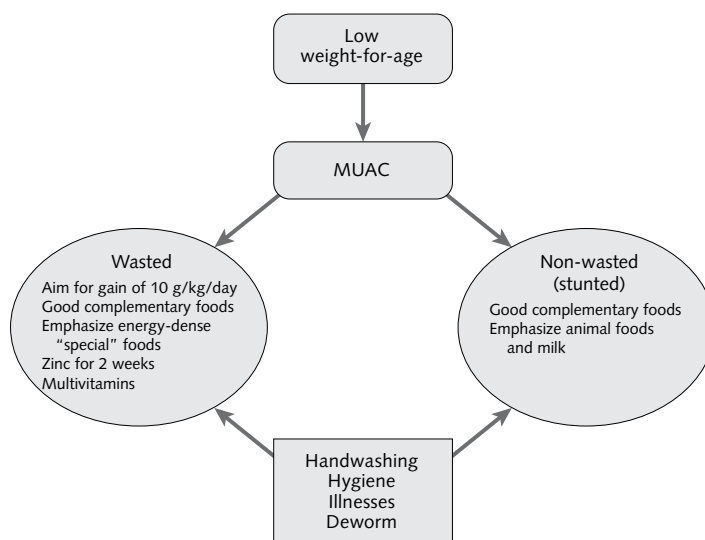 Low
weight-for-age
MUAC
Wasted
Aim for gain of 10 g/kg/day
Good complementary foods
Emphasize energy-dense
“special” foods
Zinc for 2 weeks
Multivitamins
Non-wasted
(stunted)
Good complementary foods
Emphasize animal foods
and milk
Handwashing
Hygiene
Illnesses
Deworm